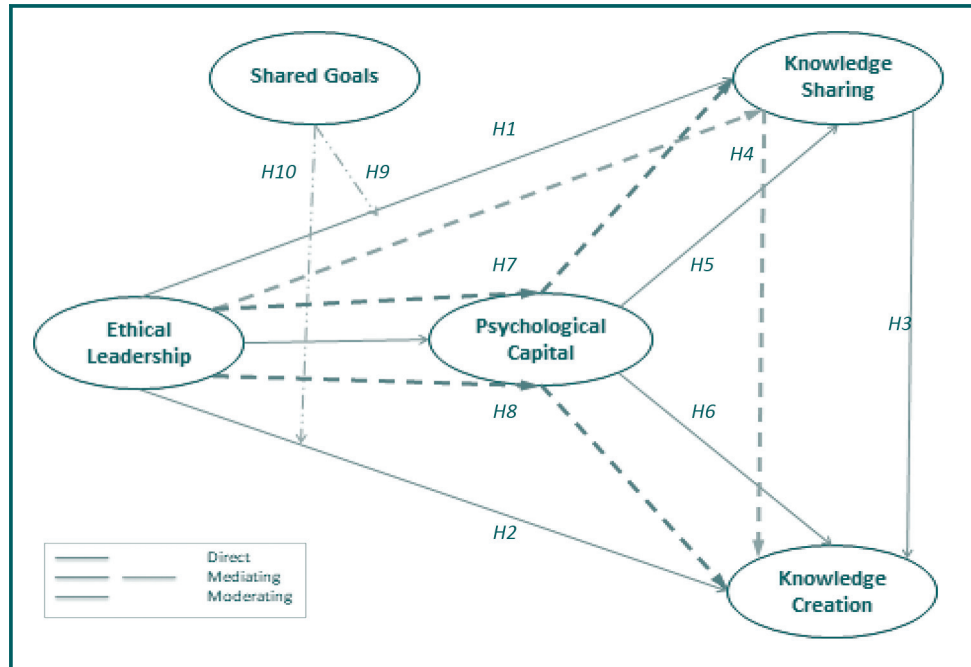 Shared Goals
Knowledge
Sharing
H1
H10
H9
H4
H7
H5
Ethical
Leadership
Psychological
Capital
H3
H8
H6
H2
Direct
Mediating
Moderating
Knowledge
Creation